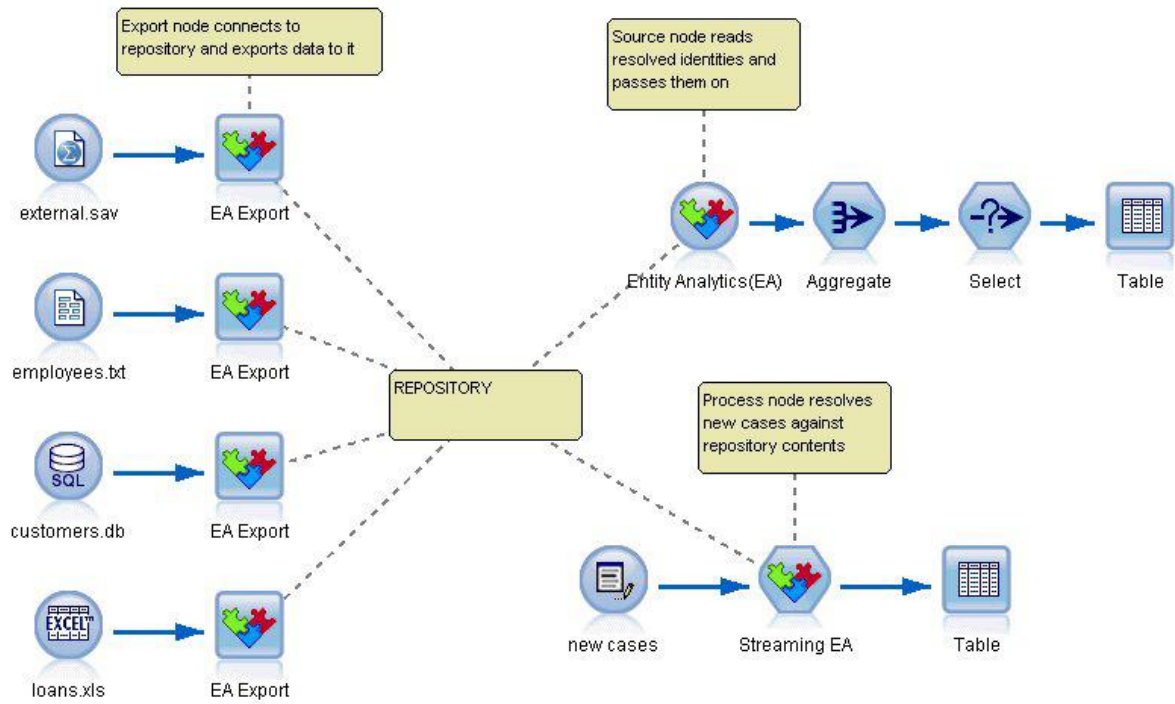 Export node connects to
repository and exports data to it
Source node reads
resolved identities and
passes them on
external.sav
EA Export
Entity Analytics(EA)
Aggregate
Select
Table
employees.txt
EA Export
REPOSITORY
Process node resolves
new cases against
repository contents
SQL
customers.db
EA Export
new cases
Streaming EA
Table
EXCEL™
loans.xls
EA Export